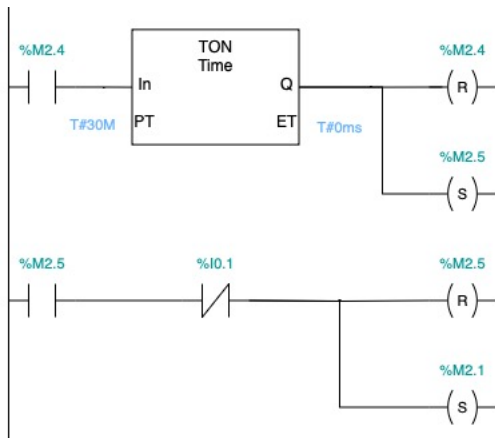 %M2.4
TON
Time
%M2.4
In
Q
R
T#30M
PT
ET
T#0ms
%M2.5
S
%M2.5
%I0.1
%M2.5
R
%M2.1
S